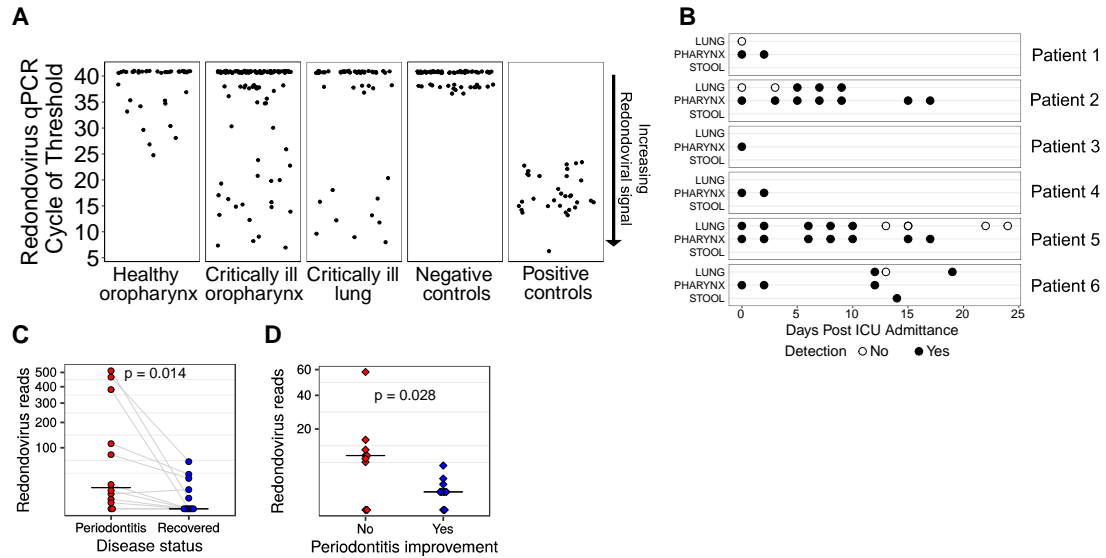 A
Redondovirus qPCR
Cycle of Threshold
40
35
30
25
20
15
10
5
Healthy
oropharynx
Critically ill
oropharynx
Critically ill
lung
Negative
controls
Positive
controls
Increasing
Redondoviral signal
B
LUNG
PHARYNX
STOOL
Patient 1
LUNG
PHARYNX
STOOL
Patient 2
LUNG
PHARYNX
STOOL
Patient 3
LUNG
PHARYNX
STOOL
Patient 4
LUNG
PHARYNX
STOOL
Patient 5
LUNG
PHARYNX
STOOL
Patient 6
0 5 10 15 20 25
Days Post ICU Admittance
Detection No Yes
C
Redondovirus reads
500
400
300
200
100
p = 0.014
Periodontitis Recovered
Disease status
D
Redondovirus reads
60
40
20
p = 0.028
No Yes
Periodontitis improvement